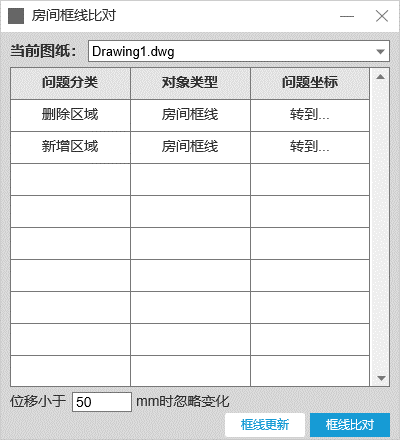 房间框线比对
当前图纸： Drawing1.dwg
问题分类 对象类型 问题坐标
删除区域 房间框线 转到...
新增区域 房间框线 转到...
位移小于 50 mm时忽略变化
框线更新 框线比对